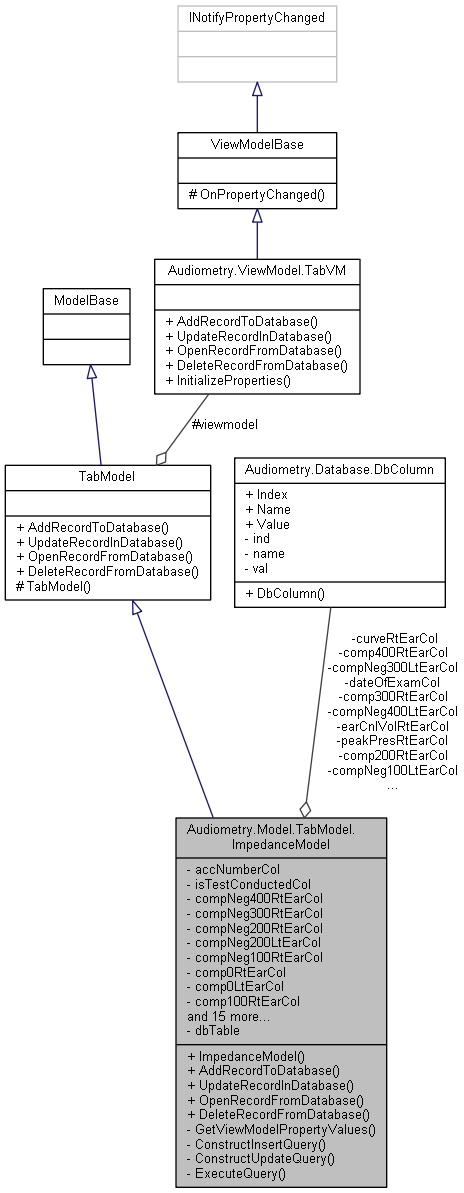 INotifyPropertyChanged
ViewModelBase
# OnPropertyChanged()
Audiometry.ViewModel.TabVM
+ AddRecordToDatabase()
+ UpdateRecordInDatabase()
+ OpenRecordFromDatabase()
+ DeleteRecordFromDatabase()
+ InitializeProperties()
ModelBase
#viewmodel
TabModel
+ AddRecordToDatabase()
+ UpdateRecordInDatabase()
+ OpenRecordFromDatabase()
+ DeleteRecordFromDatabase()
# TabModel()
Audiometry.Database.DbColumn
+ Index
+ Name
+ Value
- ind
- name
- val
+ DbColumn()
-curveRtEarCol
-comp400RtEarCol
-compNeg300LtEarCol
-dateOfExamCol
-comp300RtEarCol
-compNeg400LtEarCol
-earCnlVolRtEarCol
-peakPresRtEarCol
-comp200RtEarCol
-compNeg100LtEarCol
...
Audiometry.Model.TabModel.
ImpedanceModel
- accNumberCol
- isTestConductedCol
- compNeg400RtEarCol
- compNeg300RtEarCol
- compNeg200RtEarCol
- compNeg200LtEarCol
- compNeg100RtEarCol
- comp0RtEarCol
- comp0LtEarCol
- comp100RtEarCol
and 15 more...
- dbTable
+ ImpedanceModel()
+ AddRecordToDatabase()
+ UpdateRecordInDatabase()
+ OpenRecordFromDatabase()
+ DeleteRecordFromDatabase()
- GetViewModelPropertyValues()
- ConstructInsertQuery()
- ConstructUpdateQuery()
- ExecuteQuery()